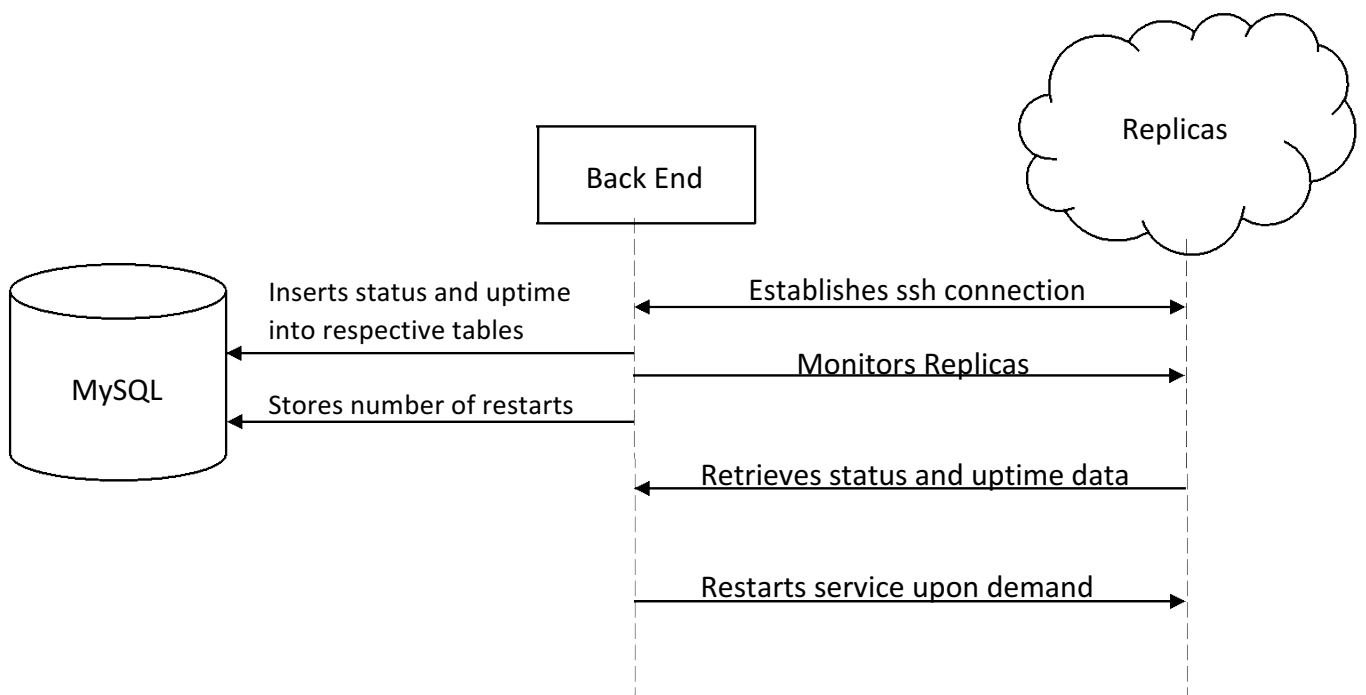 Replicas
Back End
Establishes ssh connection
Inserts status and uptime
into respective tables
Monitors Replicas
MySQL
Stores number of restarts
Retrieves status and uptime data
Restarts service upon demand